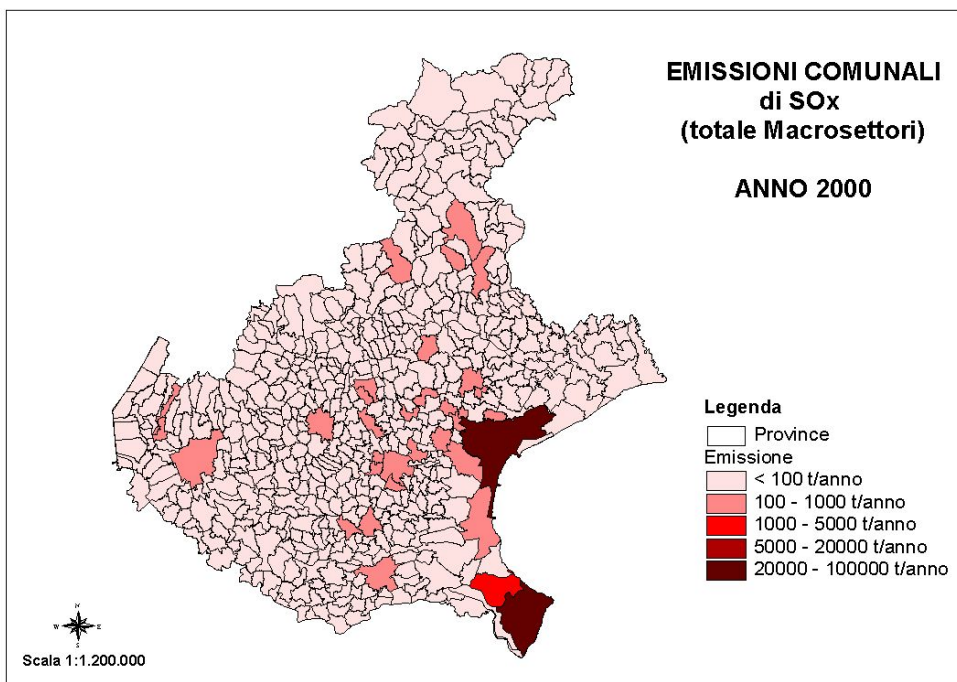 EMISSIONI COMUNALI
di SOx
(totale Macrosettori)
ANNO 2000
Legenda
Province
Emissione
< 100 t/anno
100 - 1000 t/anno
1000 - 5000 t/anno
5000 - 20000 t/anno
20000 - 100000 t/anno
N
W E
S
Scala 1:1.200.000